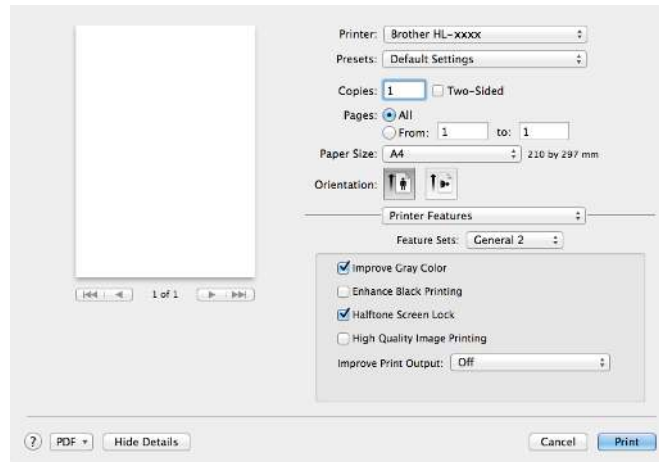 Printer: Brother HL-xxxx
Presets: Default Settings
Copies: 1 Two-Sided
Pages: All
From: 1 to: 1
Paper Size: A4 210 by 297 mm
Orientation:
Printer Features
Feature Sets: General 2
Improve Gray Color
Enhance Black Printing
Halftone Screen Lock
High Quality Image Printing
Improve Print Output: Off
1 of 1
? PDF Hide Details Cancel Print